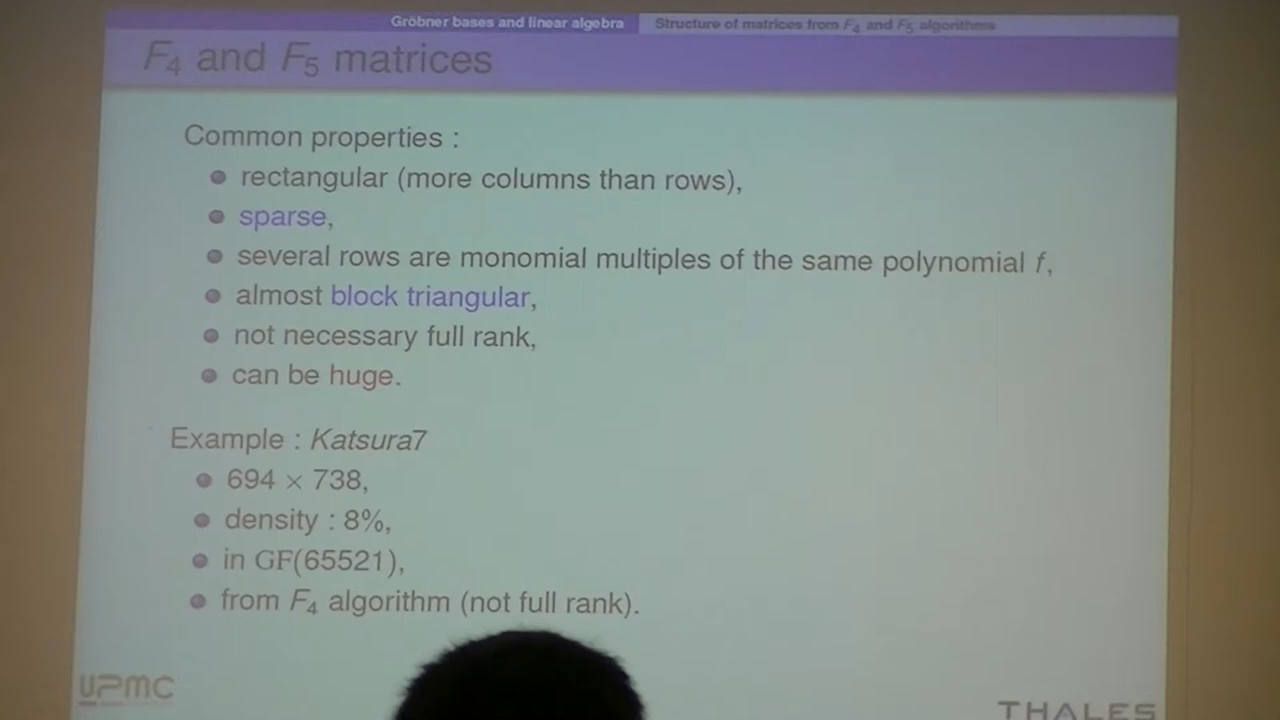 Gröbner bases and linear algebra
Structure of matrices from F₄ and F₅ algorithms
F₄ and F₅ matrices
Common properties :
rectangular (more columns than rows),
sparse,
several rows are monomial multiples of the same polynomial f,
almost block triangular,
not necessary full rank,
can be huge.
Example : Katsura7
694 × 738,
density : 8%,
in GF(65521),
from F₄ algorithm (not full rank).
UPMC
THALES